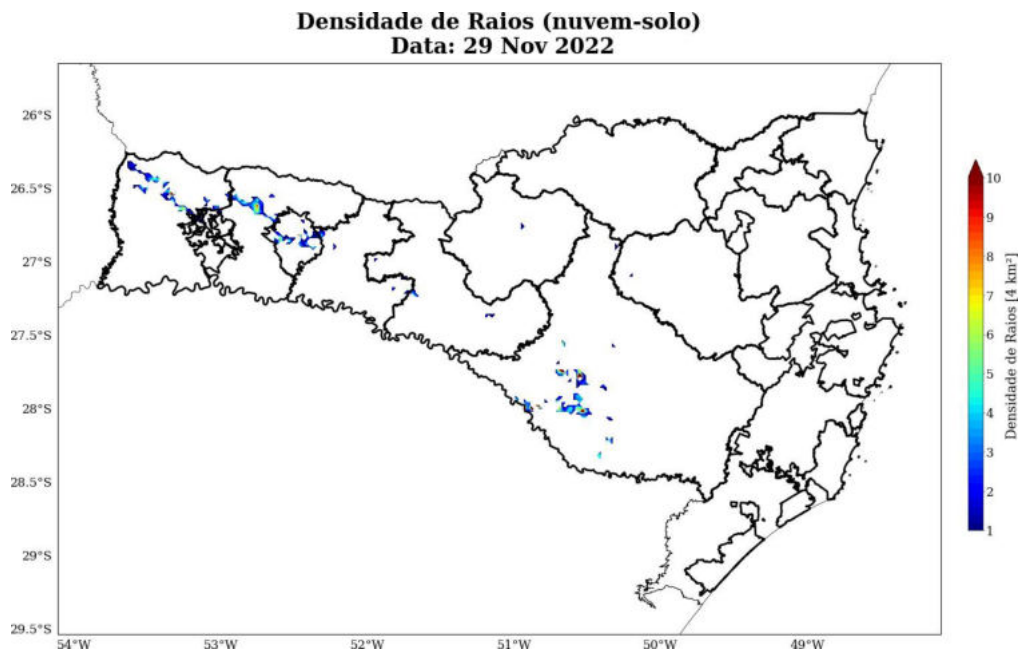 Densidade de Raios (nuvem-solo)
Data: 29 Nov 2022
26°S
26.5°S
27°S
27.5°S
28°S
28.5°S
29°S
29.5°S
54°W
53°W
52°W
51°W
50°W
49°W
10
9
8
7
6
5
4
3
2
1
Densidade de Raios [4 km²]